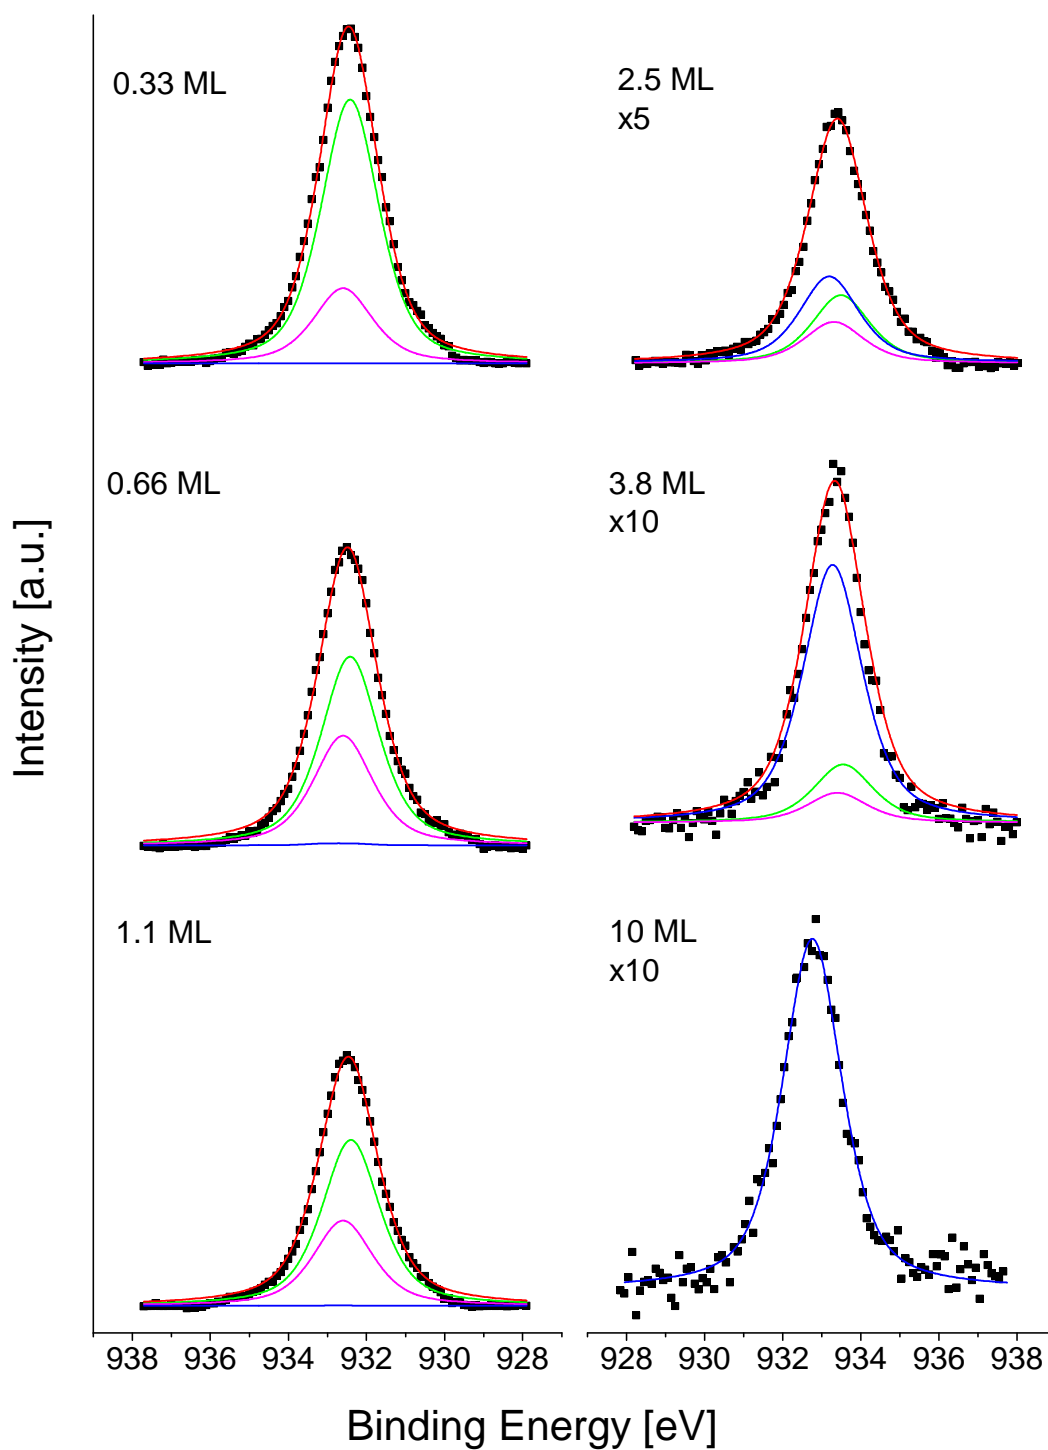 0.33 ML
2.5 ML
x5
0.66 ML
3.8 ML
x10
1.1 ML
10 ML
x10
Intensity [a.u.]
938 936 934 932 930 928 928 930 932 934 936 938
Binding Energy [eV]